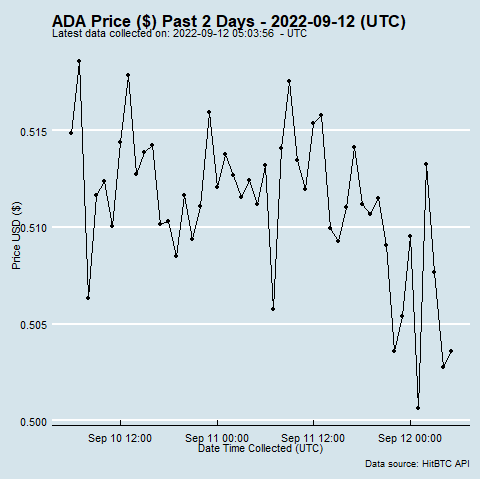 ADA Price ($) Past 2 Days - 2022-09-12 (UTC)
Latest data collected on: 2022-09-12 05:03:56 - UTC
Price USD ($)
0.515
0.510
0.505
0.500
Sep 10 12:00 Sep 11 00:00 Sep 11 12:00 Sep 12 00:00
Date Time Collected (UTC)
Data source: HitBTC API